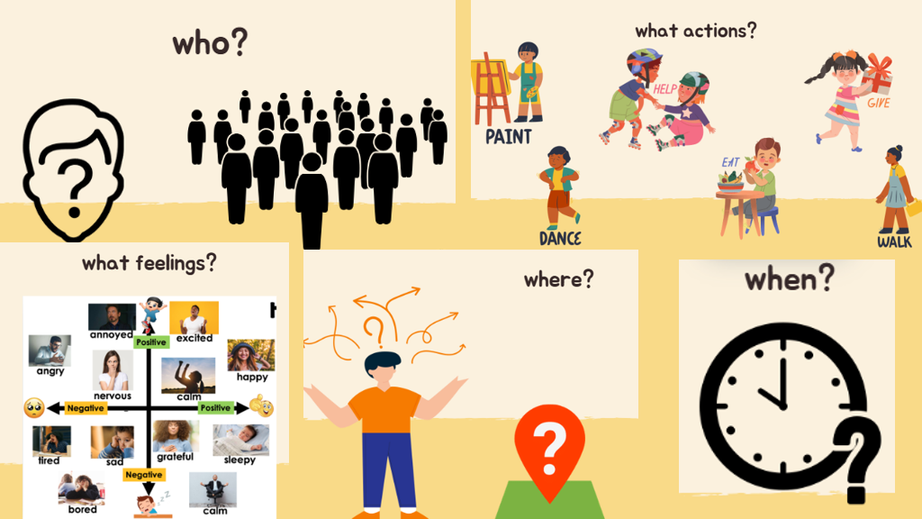 who?
?
what actions?
PAINT
HELP
GIVE
DANCE
EAT
WALK
what feelings?
annoyed
excited
Positive
angry
happy
nervous
calm
Negative
Positive
tired
sad
grateful
sleepy
Negative
bored
calm
where?
?
?
when?
?